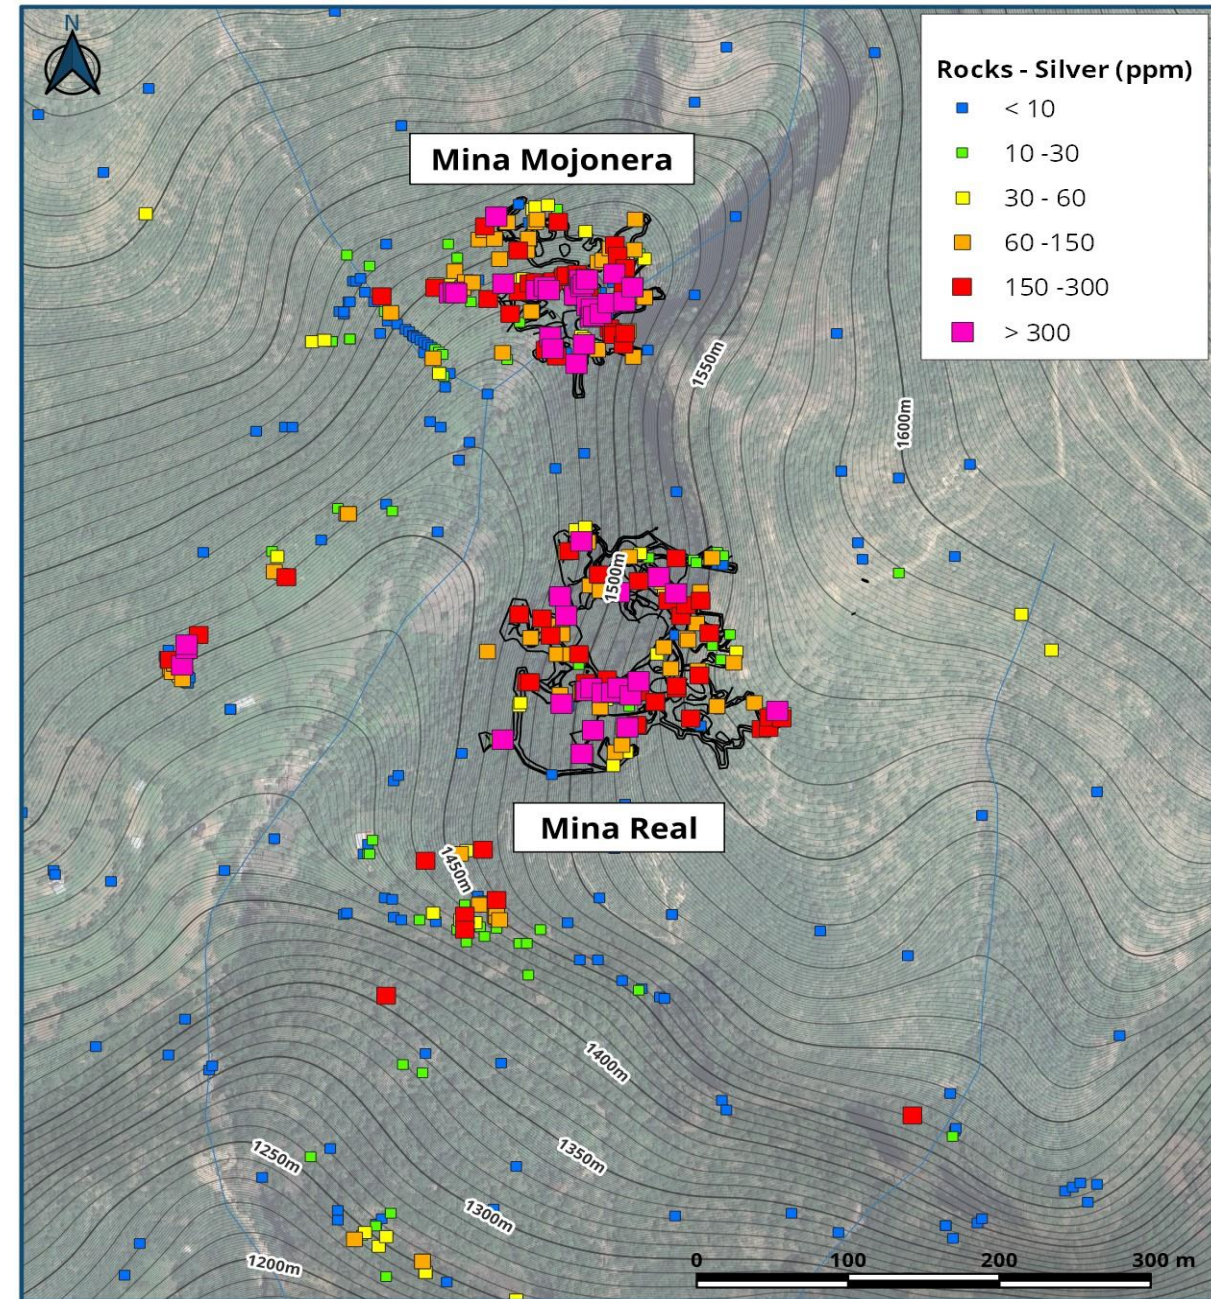 N
Rocks - Silver (ppm)
< 10
10 -30
30 - 60
60 -150
150 -300
> 300
Mina Mojonera
1550m
1600m
1500m
Mina Real
1450m
1400m
1350m
1250m
1300m
1200m
0 100 200 300 m